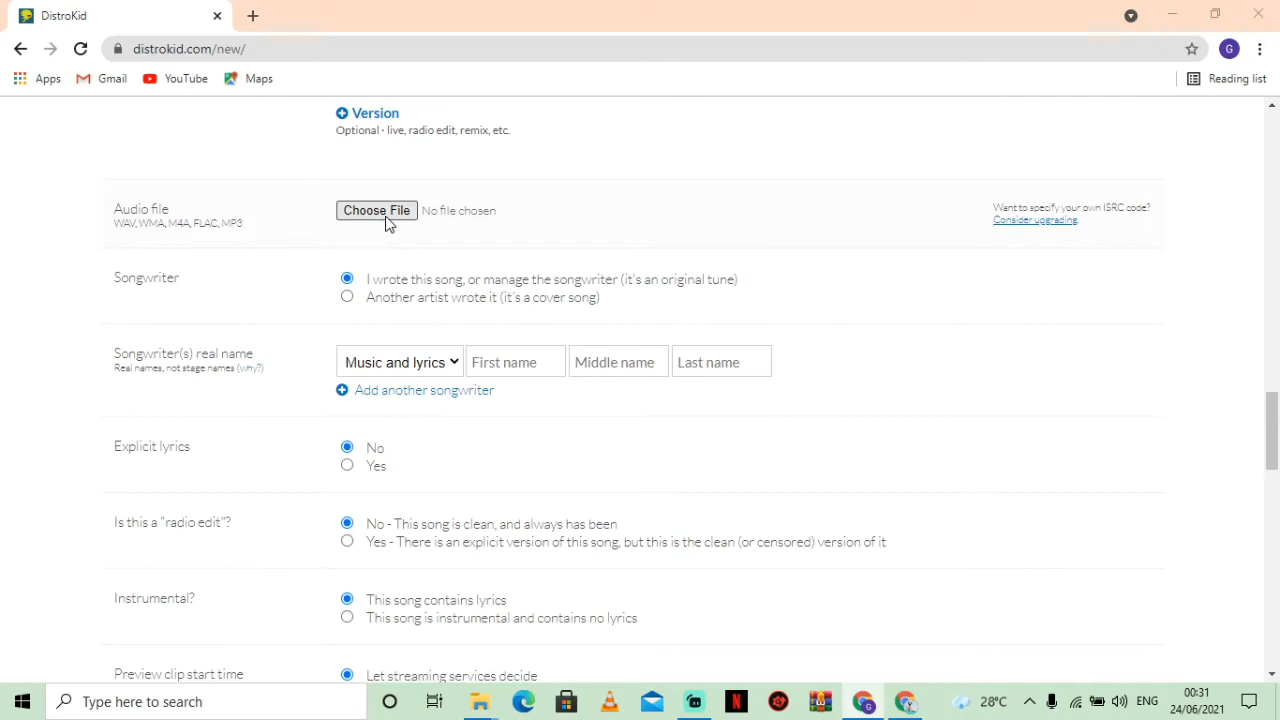 DistroKid
distrokid.com/new/
G
Apps
Gmail
YouTube
Maps
Reading list
Version
Optional · live, radio edit, remix, etc.
Audio file
WAV, WMA, M4A, FLAC, MP3
Choose File No file chosen
Want to specify your own ISRC code?
Consider upgrading.
Songwriter
I wrote this song, or manage the songwriter (it's an original tune)
Another artist wrote it (it's a cover song)
Songwriter(s) real name
Real names, not stage names (why?)
Music and lyrics First name Middle name Last name
Add another songwriter
Explicit lyrics
No
Yes
Is this a "radio edit"?
No - This song is clean, and always has been
Yes - There is an explicit version of this song, but this is the clean (or censored) version of it
Instrumental?
This song contains lyrics
This song is instrumental and contains no lyrics
Preview clip start time
Let streaming services decide
Type here to search
N
G
28°C
ENG
00:31
24/06/2021